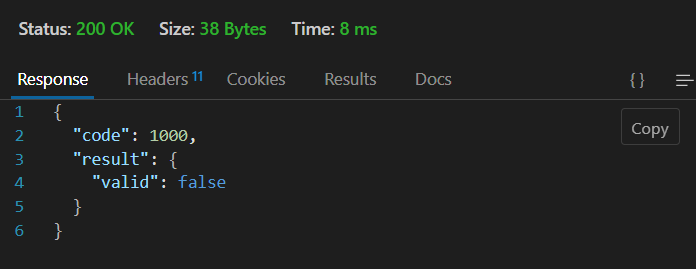 Status: 200 OK Size: 38 Bytes Time: 8 ms
Response Headers 11 Cookies Results Docs { }
1 {
Copy
2 "code": 1000,
3 "result": {
4 "valid": false
5 }
6 }